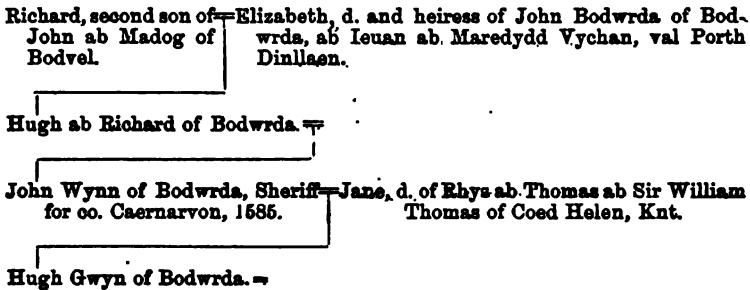 Richard, second son of=Elizabeth, d. and heiress of John Bodwrda of Bod-
John ab Madog of wrda, ab Ieuan ab Maredydd Vychan, val Porth
Bodvel. Dinllaen.
Hugh ab Richard of Bodwrda.=
John Wynn of Bodwrda, Sheriff=Jane, d. of Rhys ab Thomas ab Sir William
for co. Caernarvon, 1585. Thomas of Coed Helen, Knt.
Hugh Gwyn of Bodwrda.=